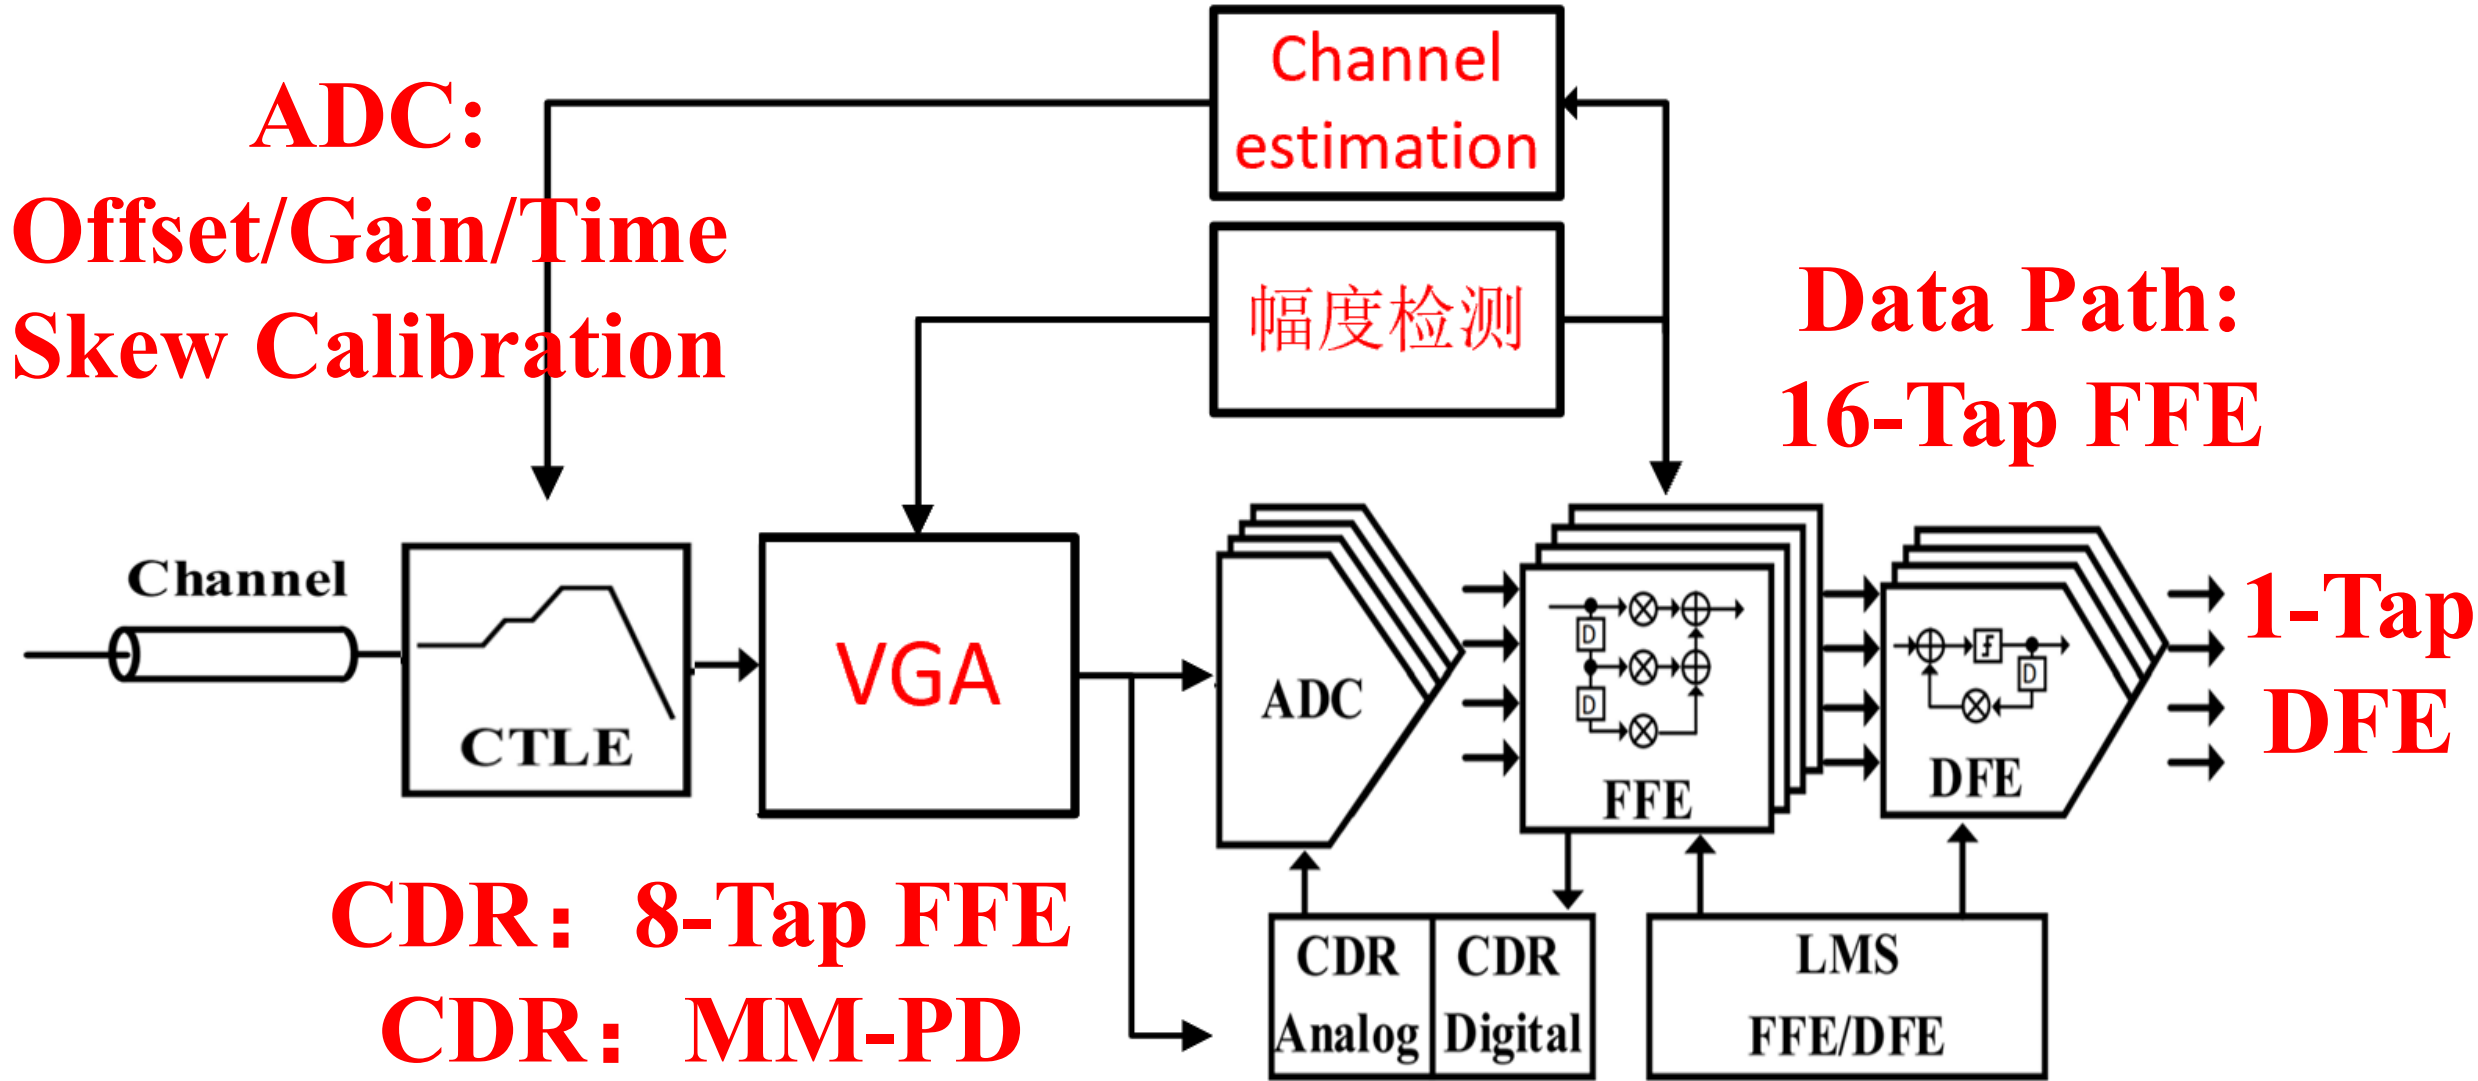 Channel
estimation
ADC:
Offset/Gain/Time
Skew Calibration
幅度检测
Data Path:
16-Tap FFE
Channel
CTLE
VGA
ADC
D
D
FFE
D
DFE
1-Tap
DFE
CDR：8-Tap FFE
CDR：MM-PD
CDR
Analog
CDR
Digital
LMS
FFE/DFE